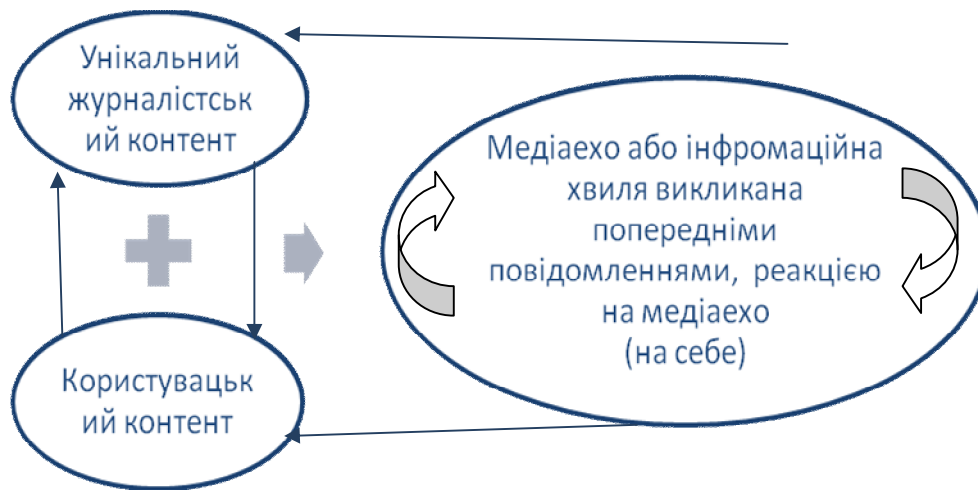 Унікальний
журналістськ
ий контент
Медіаехо або інфромаційна
хвиля викликана
попередніми
повідомленнями, реакцією
на медіаехо
(на себе)
Користувацьк
ий контент